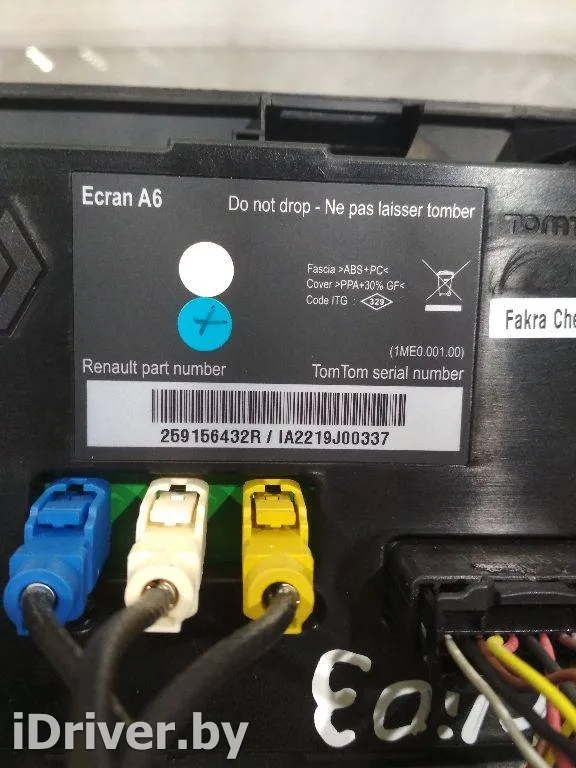 Ecran A6
Do not drop - Ne pas laisser tomber
TOMT
Fascia >ABS+PC<
Cover >PPA+30% GF<
Code ITG : 329
Fakra Che
(1ME0.001.00)
Renault part number
TomTom serial number
259156432R / IA2219J00337
iDriver.by